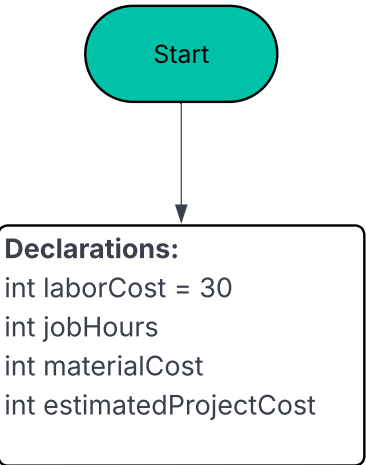 Start
Declarations:
int laborCost = 30
int jobHours
int materialCost
int estimatedProjectCost